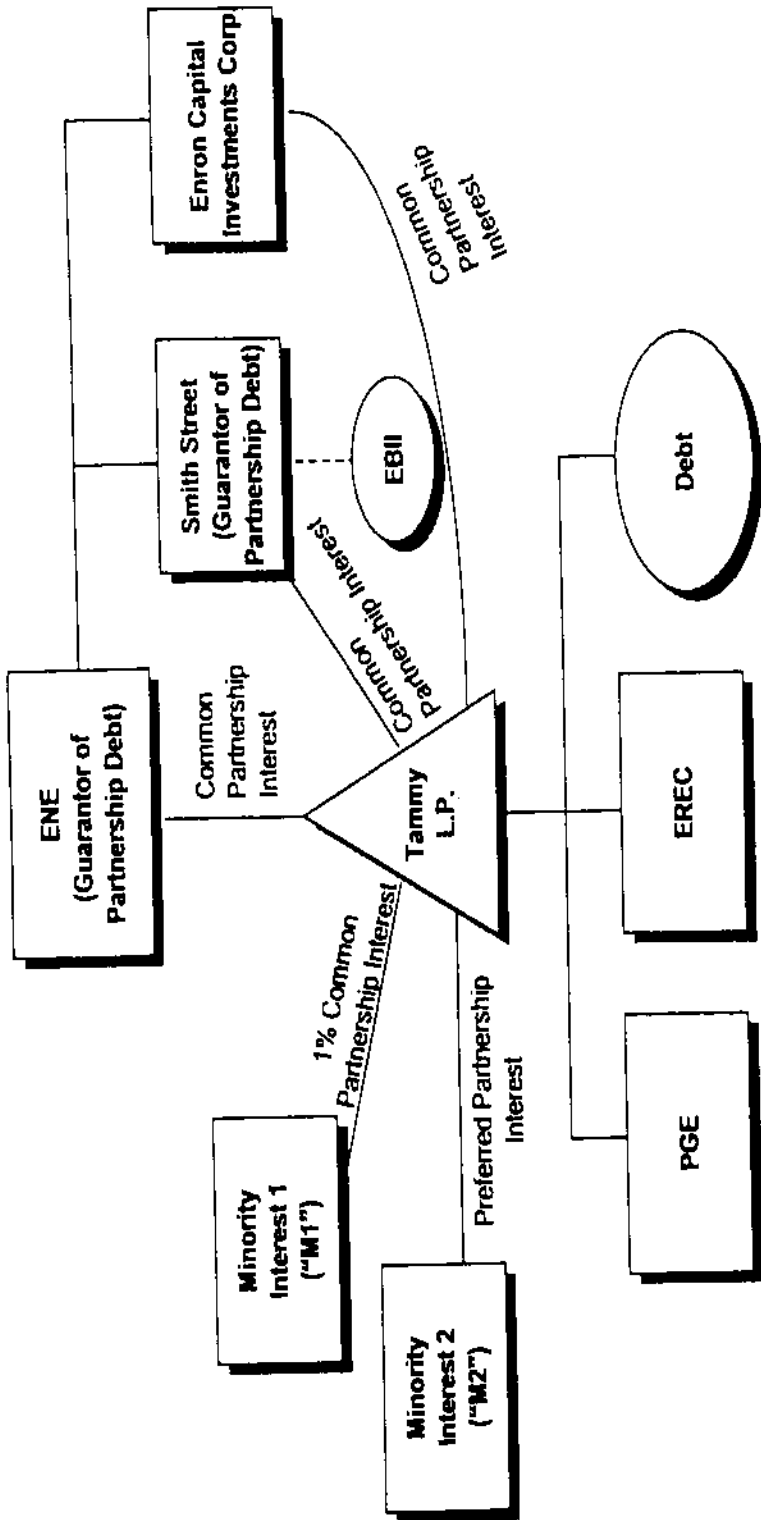 ENE
(Guarantor of
Partnership Debt)
Smith Street
(Guarantor of
Partnership Debt)
Enron Capital
Investments Corp.
Common
Partnership
Interest
Minority
Interest 1
("M1")
1% Common
Partnership Interest
Common
Partnership Interest
EBII
Common
Partnership
Interest
Minority
Interest 2
("M2")
Preferred Partnership
Interest
Tammy
L.P.
PGE
EREC
Debt